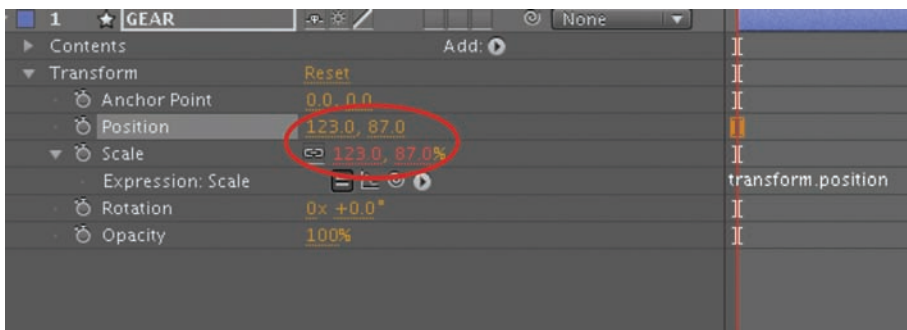 1 GEAR None
Contents Add:
Transform Reset
Anchor Point 0.0, 0.0
Position 123.0, 87.0
Scale 123.0, 87.0%
Expression: Scale transform.position
Rotation 0x +0.0°
Opacity 100%